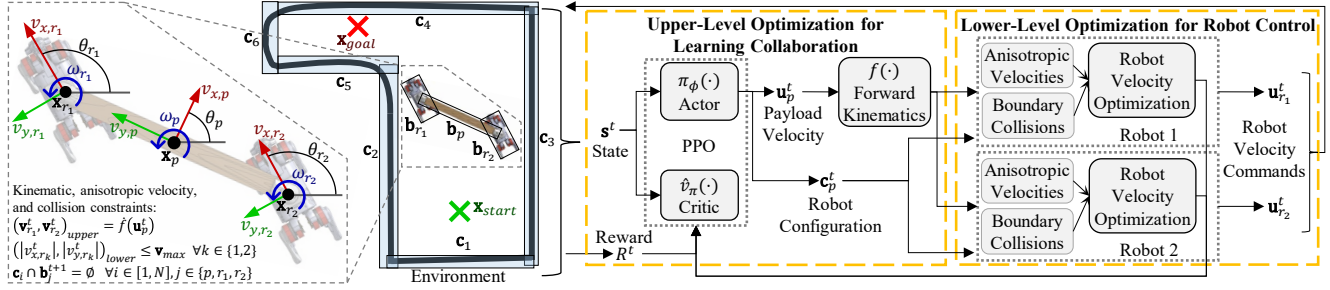 v_{x,r_1}
θ_{r_1}
ω_{r_1}
x_{r_1}
v_{y,r_1}
v_{x,p}
v_{y,p}
ω_p
θ_p
x_p
v_{x,r_2}
θ_{r_2}
ω_{r_2}
x_{r_2}
v_{y,r_2}
Kinematic, anisotropic velocity,
and collision constraints:
(v^t_{r_1}, v^t_{r_2})_{upper} = ḟ(u^t_p)
(|v^t_{x,r_k}|, |v^t_{y,r_k}|)_{lower} ≤ v_{max} ∀k ∈ {1,2}
c_i ∩ b^{t+1}_j = ∅ ∀i ∈ [1, N], j ∈ {p, r_1, r_2}
c_6
c_4
x_{goal}
c_5
b_{r_1}
b_p
b_{r_2}
c_2
c_3
x_{start}
c_1
Environment
Upper-Level Optimization for
Learning Collaboration
s^t
State
π_ϕ(·)
Actor
PPO
v̂_π(·)
Critic
Reward
R^t
u^t_p
Payload
Velocity
f(·)
Forward
Kinematics
c^t_p
Robot
Configuration
Lower-Level Optimization for Robot Control
Anisotropic
Velocities
Boundary
Collisions
Robot
Velocity
Optimization
Robot 1
Anisotropic
Velocities
Boundary
Collisions
Robot
Velocity
Optimization
Robot 2
u^t_{r_1}
Robot
Velocity
Commands
u^t_{r_2}